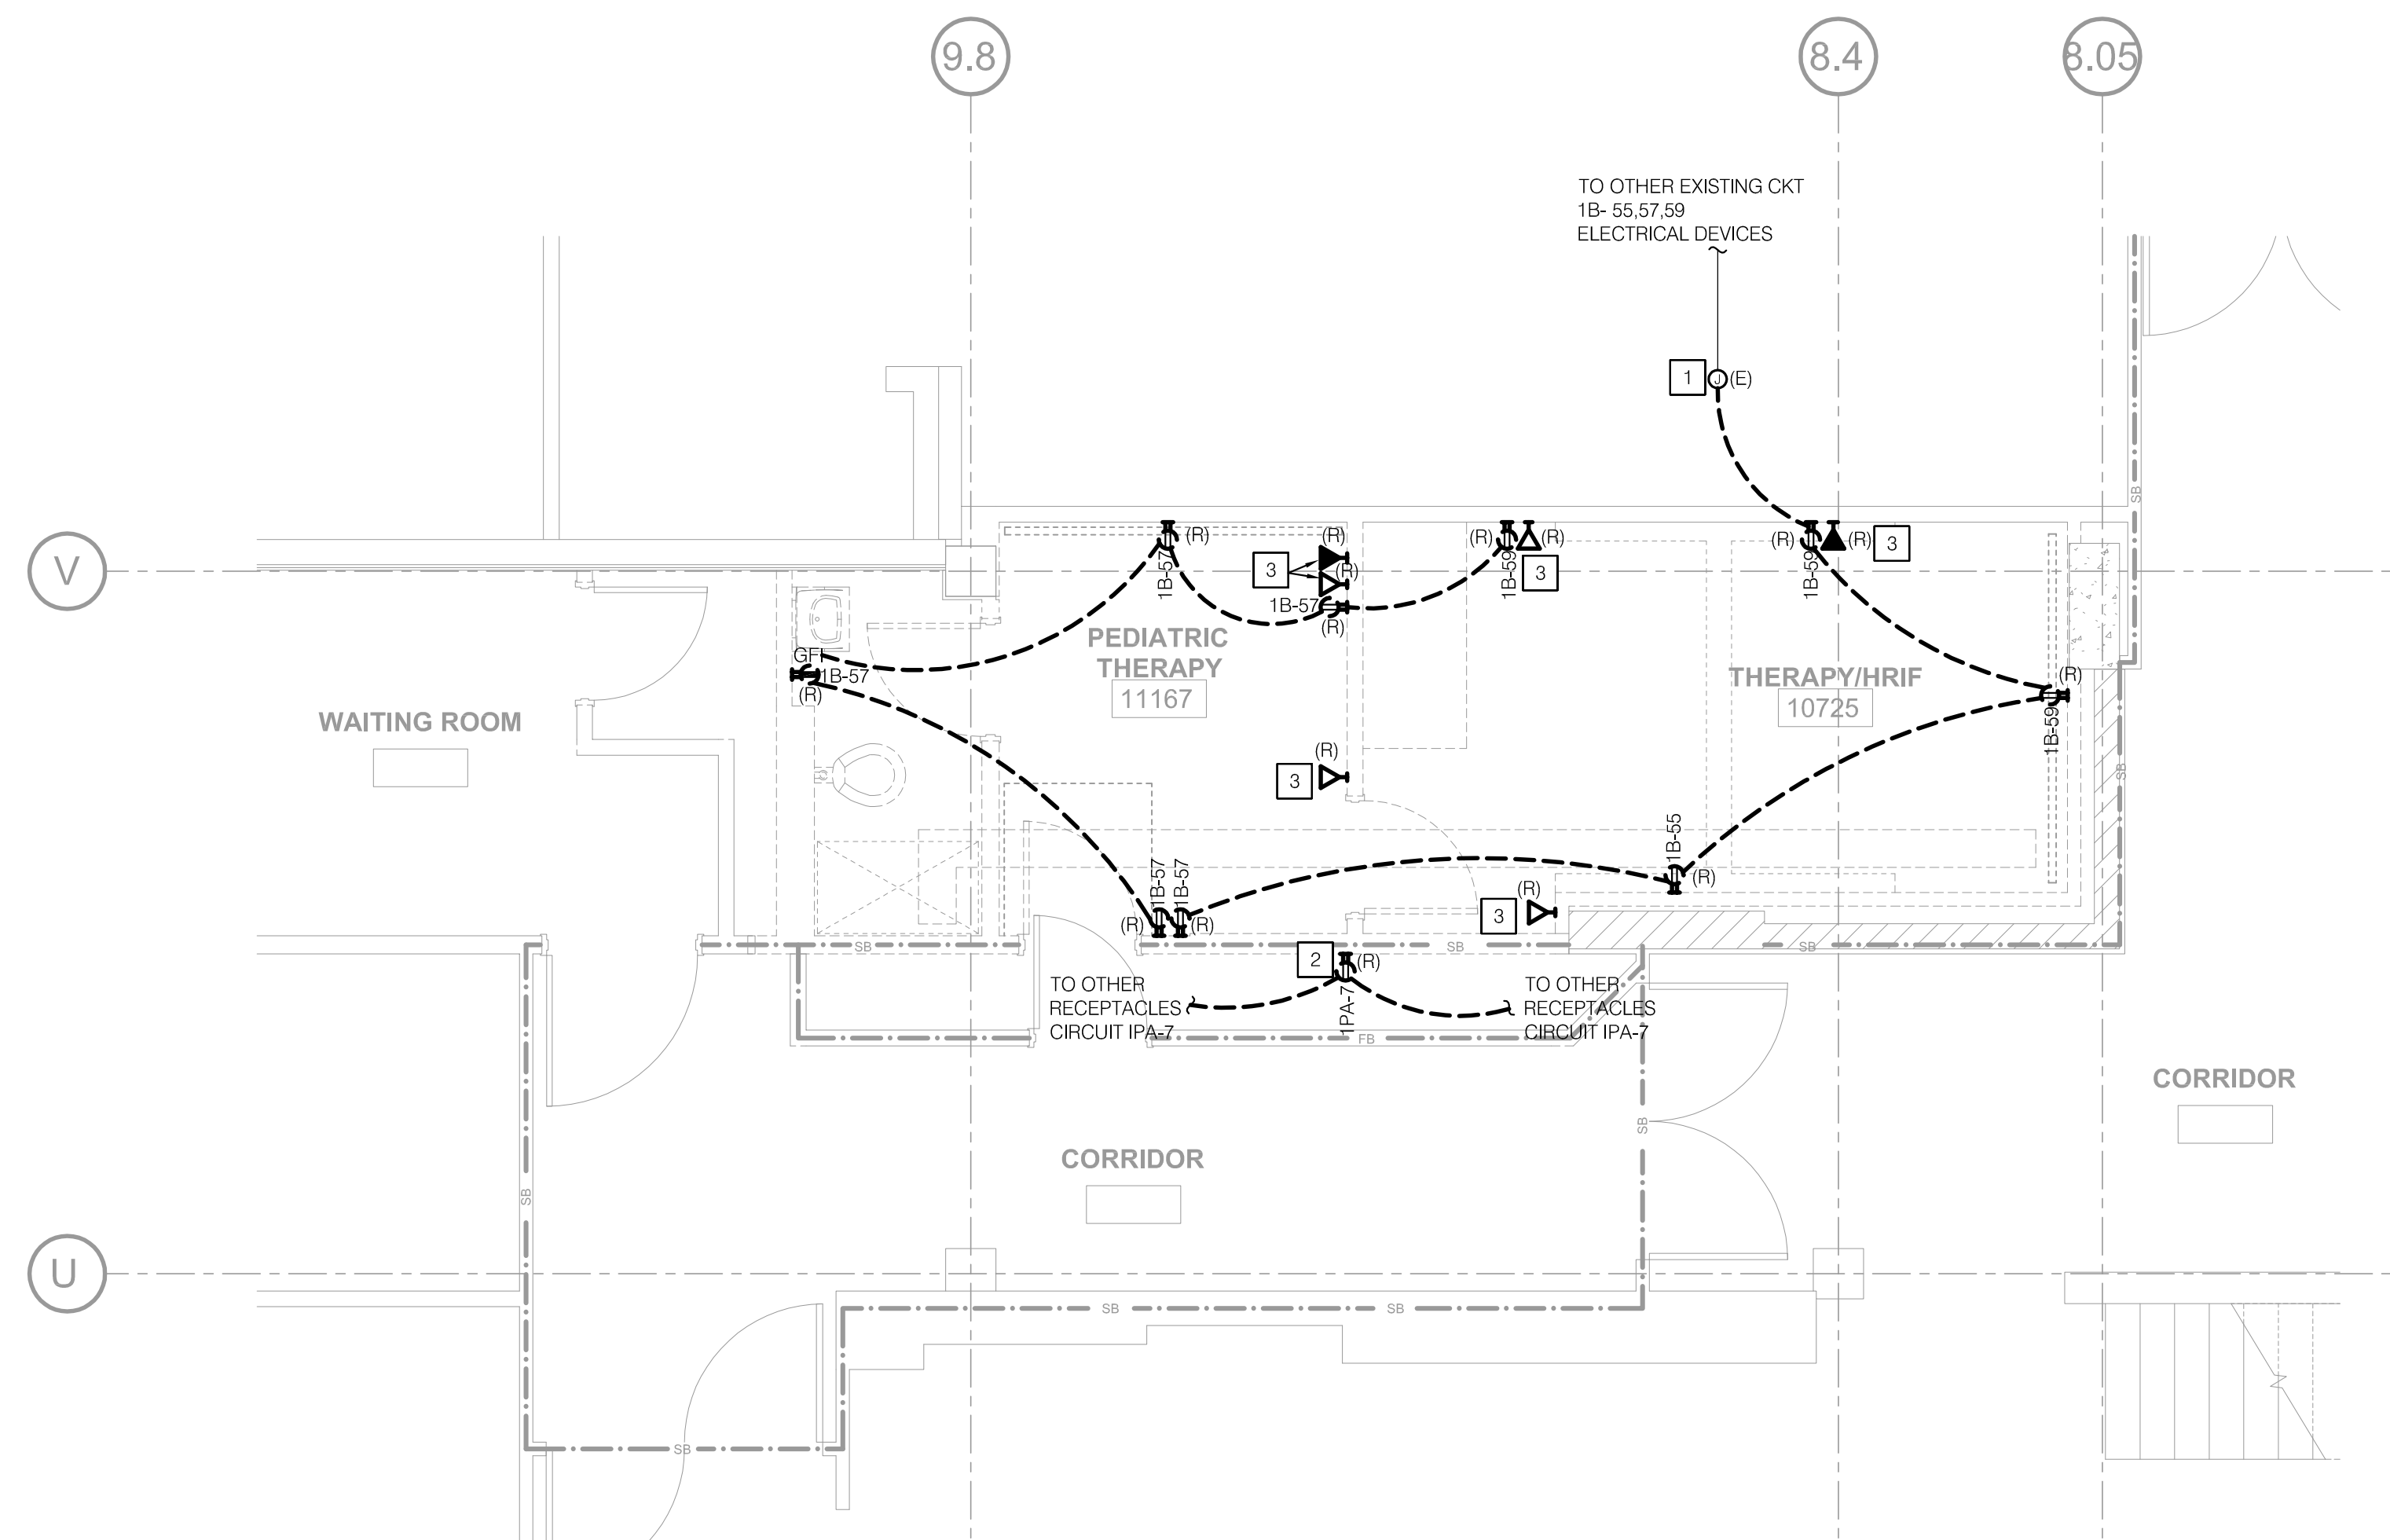 9.8
8.4
8.05
TO OTHER EXISTING CKT
1B- 55,57,59
ELECTRICAL DEVICES
1
J
(E)
SB
V
(R)
(R)
(R)
(R)
(R)
(R)
3
3
3
(R)
1B-57
1B-59
1B-59
1B-57
(R)
PEDIATRIC
THERAPY
11167
GFI
1B-57
(R)
THERAPY/HRIF
10725
(R)
1B-59
WAITING ROOM
(R)
3
SB
1B-55
(R)
1B-57
1B-57
(R)
(R)
(R)
3
SB
SB
SB
2
(R)
1PA-7
TO OTHER
RECEPTACLES
CIRCUIT IPA-7
TO OTHER
RECEPTACLES
CIRCUIT IPA-7
FB
CORRIDOR
SB
CORRIDOR
SB
U
SB
SB
SB